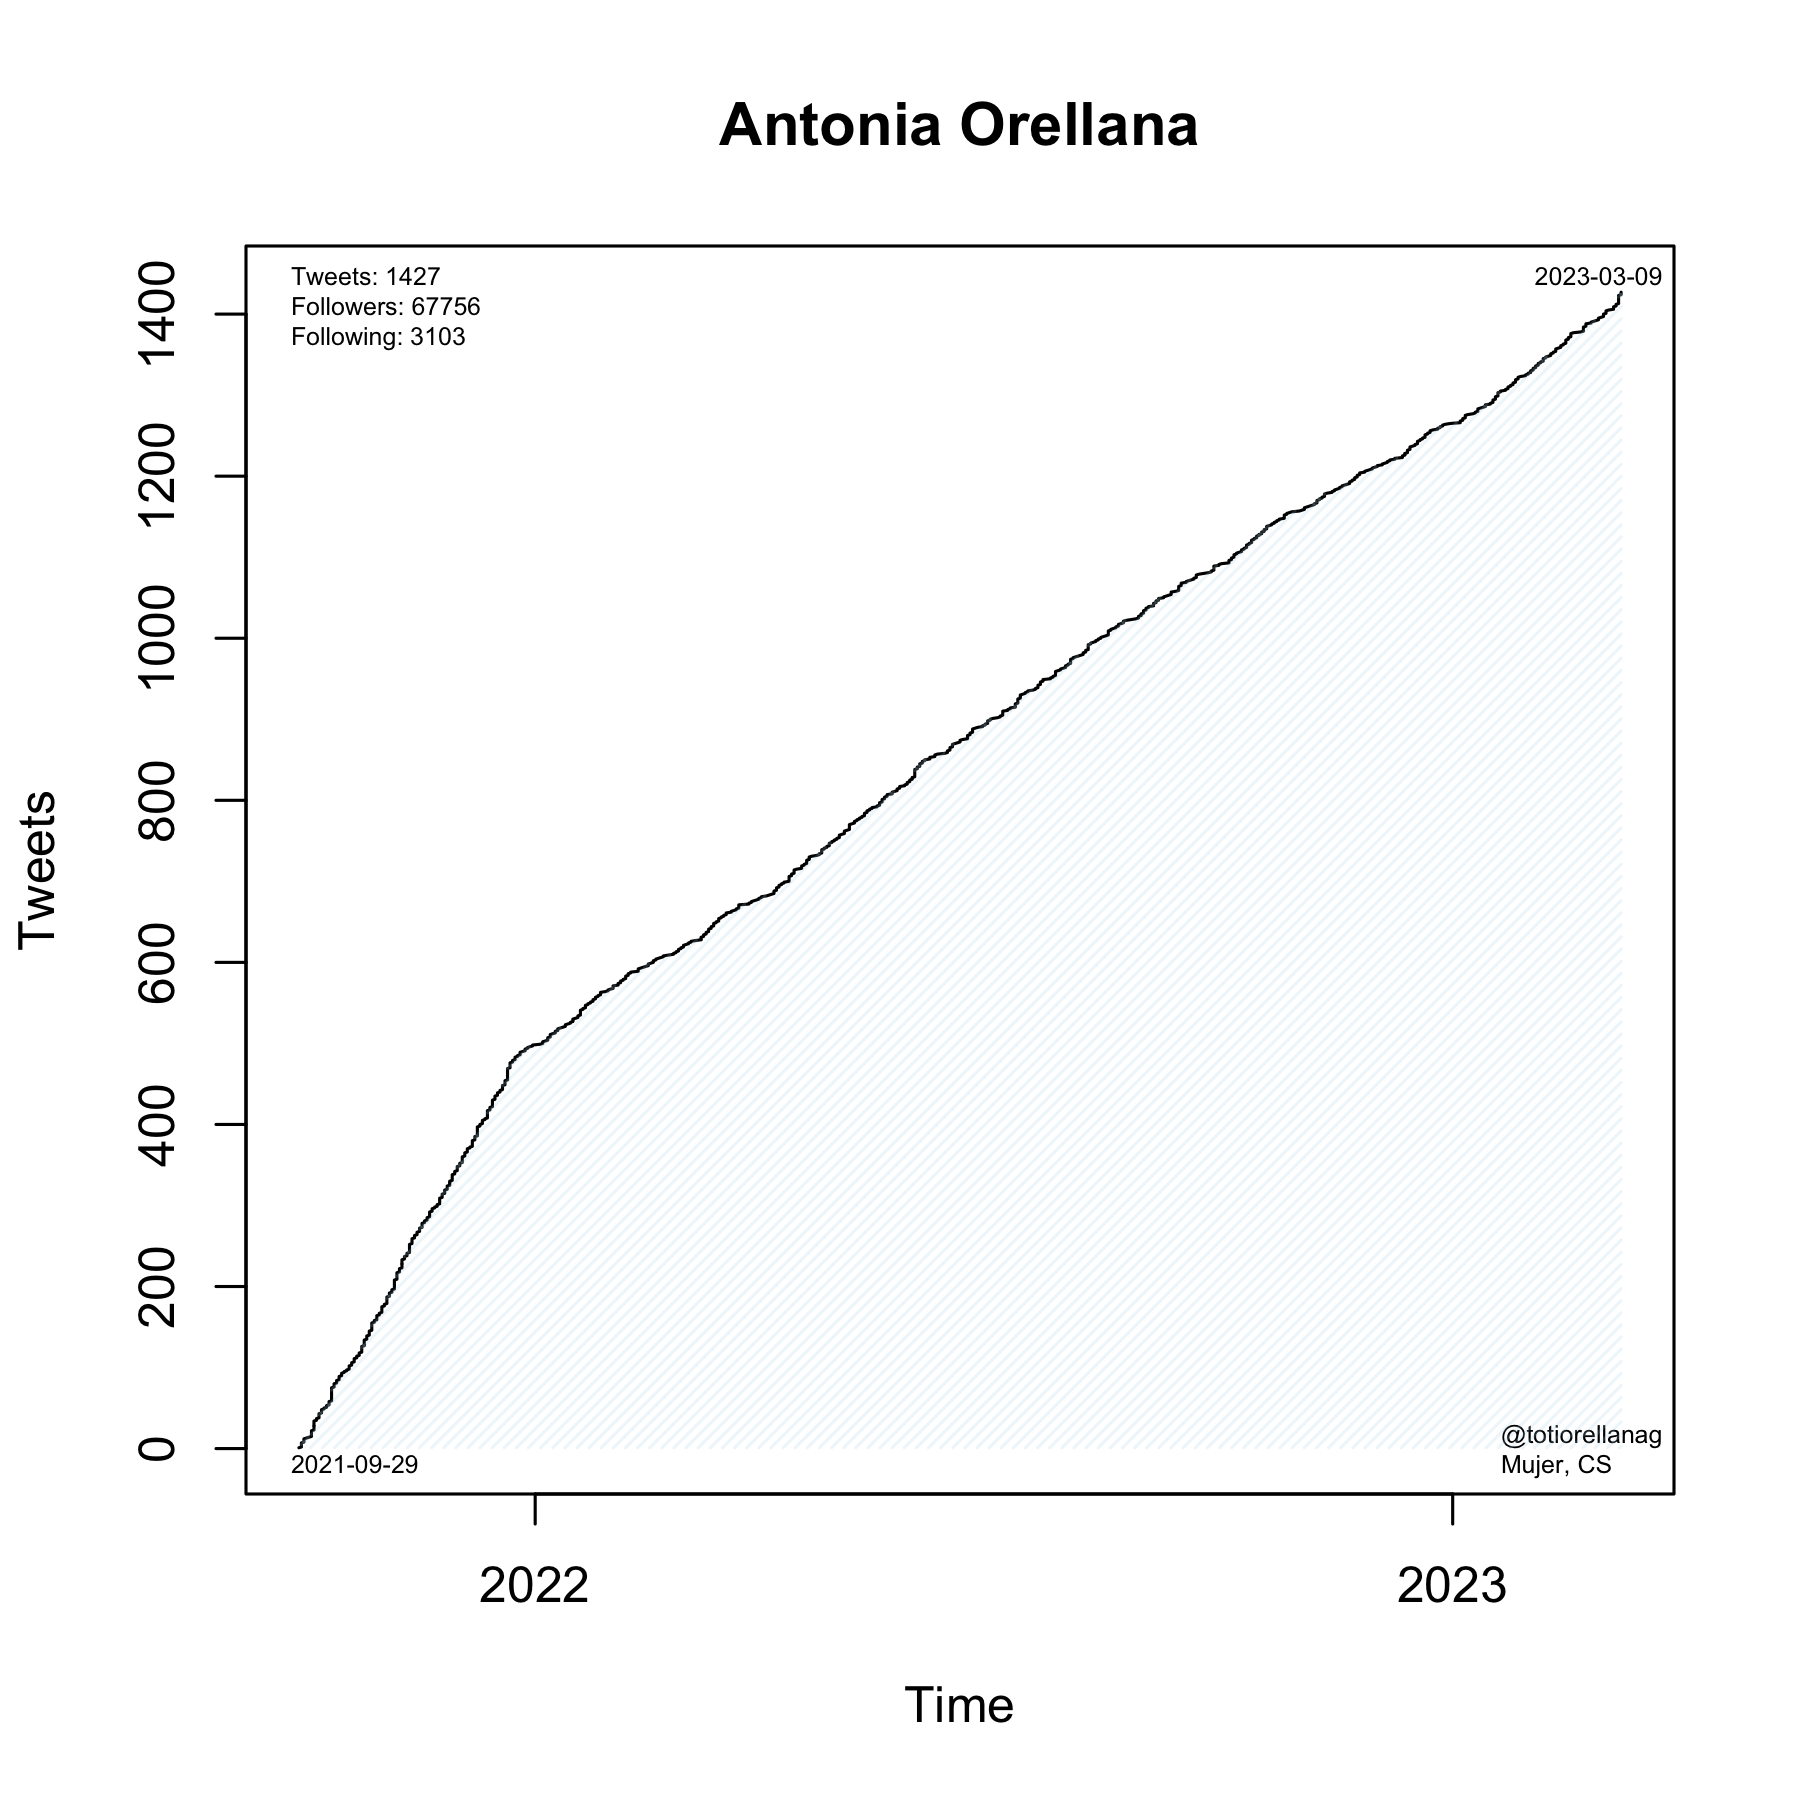 Antonia Orellana
Tweets: 1427
Followers: 67756
Following: 3103
2023-03-09
1400
1200
1000
800
600
400
200
0
Tweets
2021-09-29
@totiorellanag
Mujer, CS
2022
2023
Time